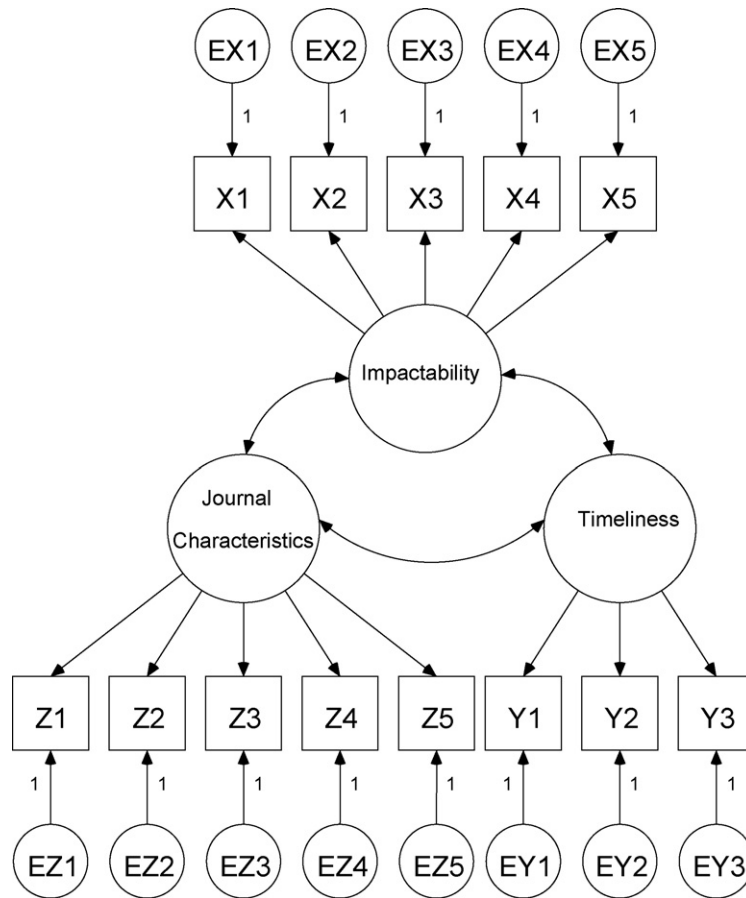 EX1 EX2 EX3 EX4 EX5
1 1 1 1 1
X1 X2 X3 X4 X5
Impactability
Journal
Characteristics
Timeliness
Z1 Z2 Z3 Z4 Z5 Y1 Y2 Y3
1 1 1 1 1 1 1 1
EZ1 EZ2 EZ3 EZ4 EZ5 EY1 EY2 EY3